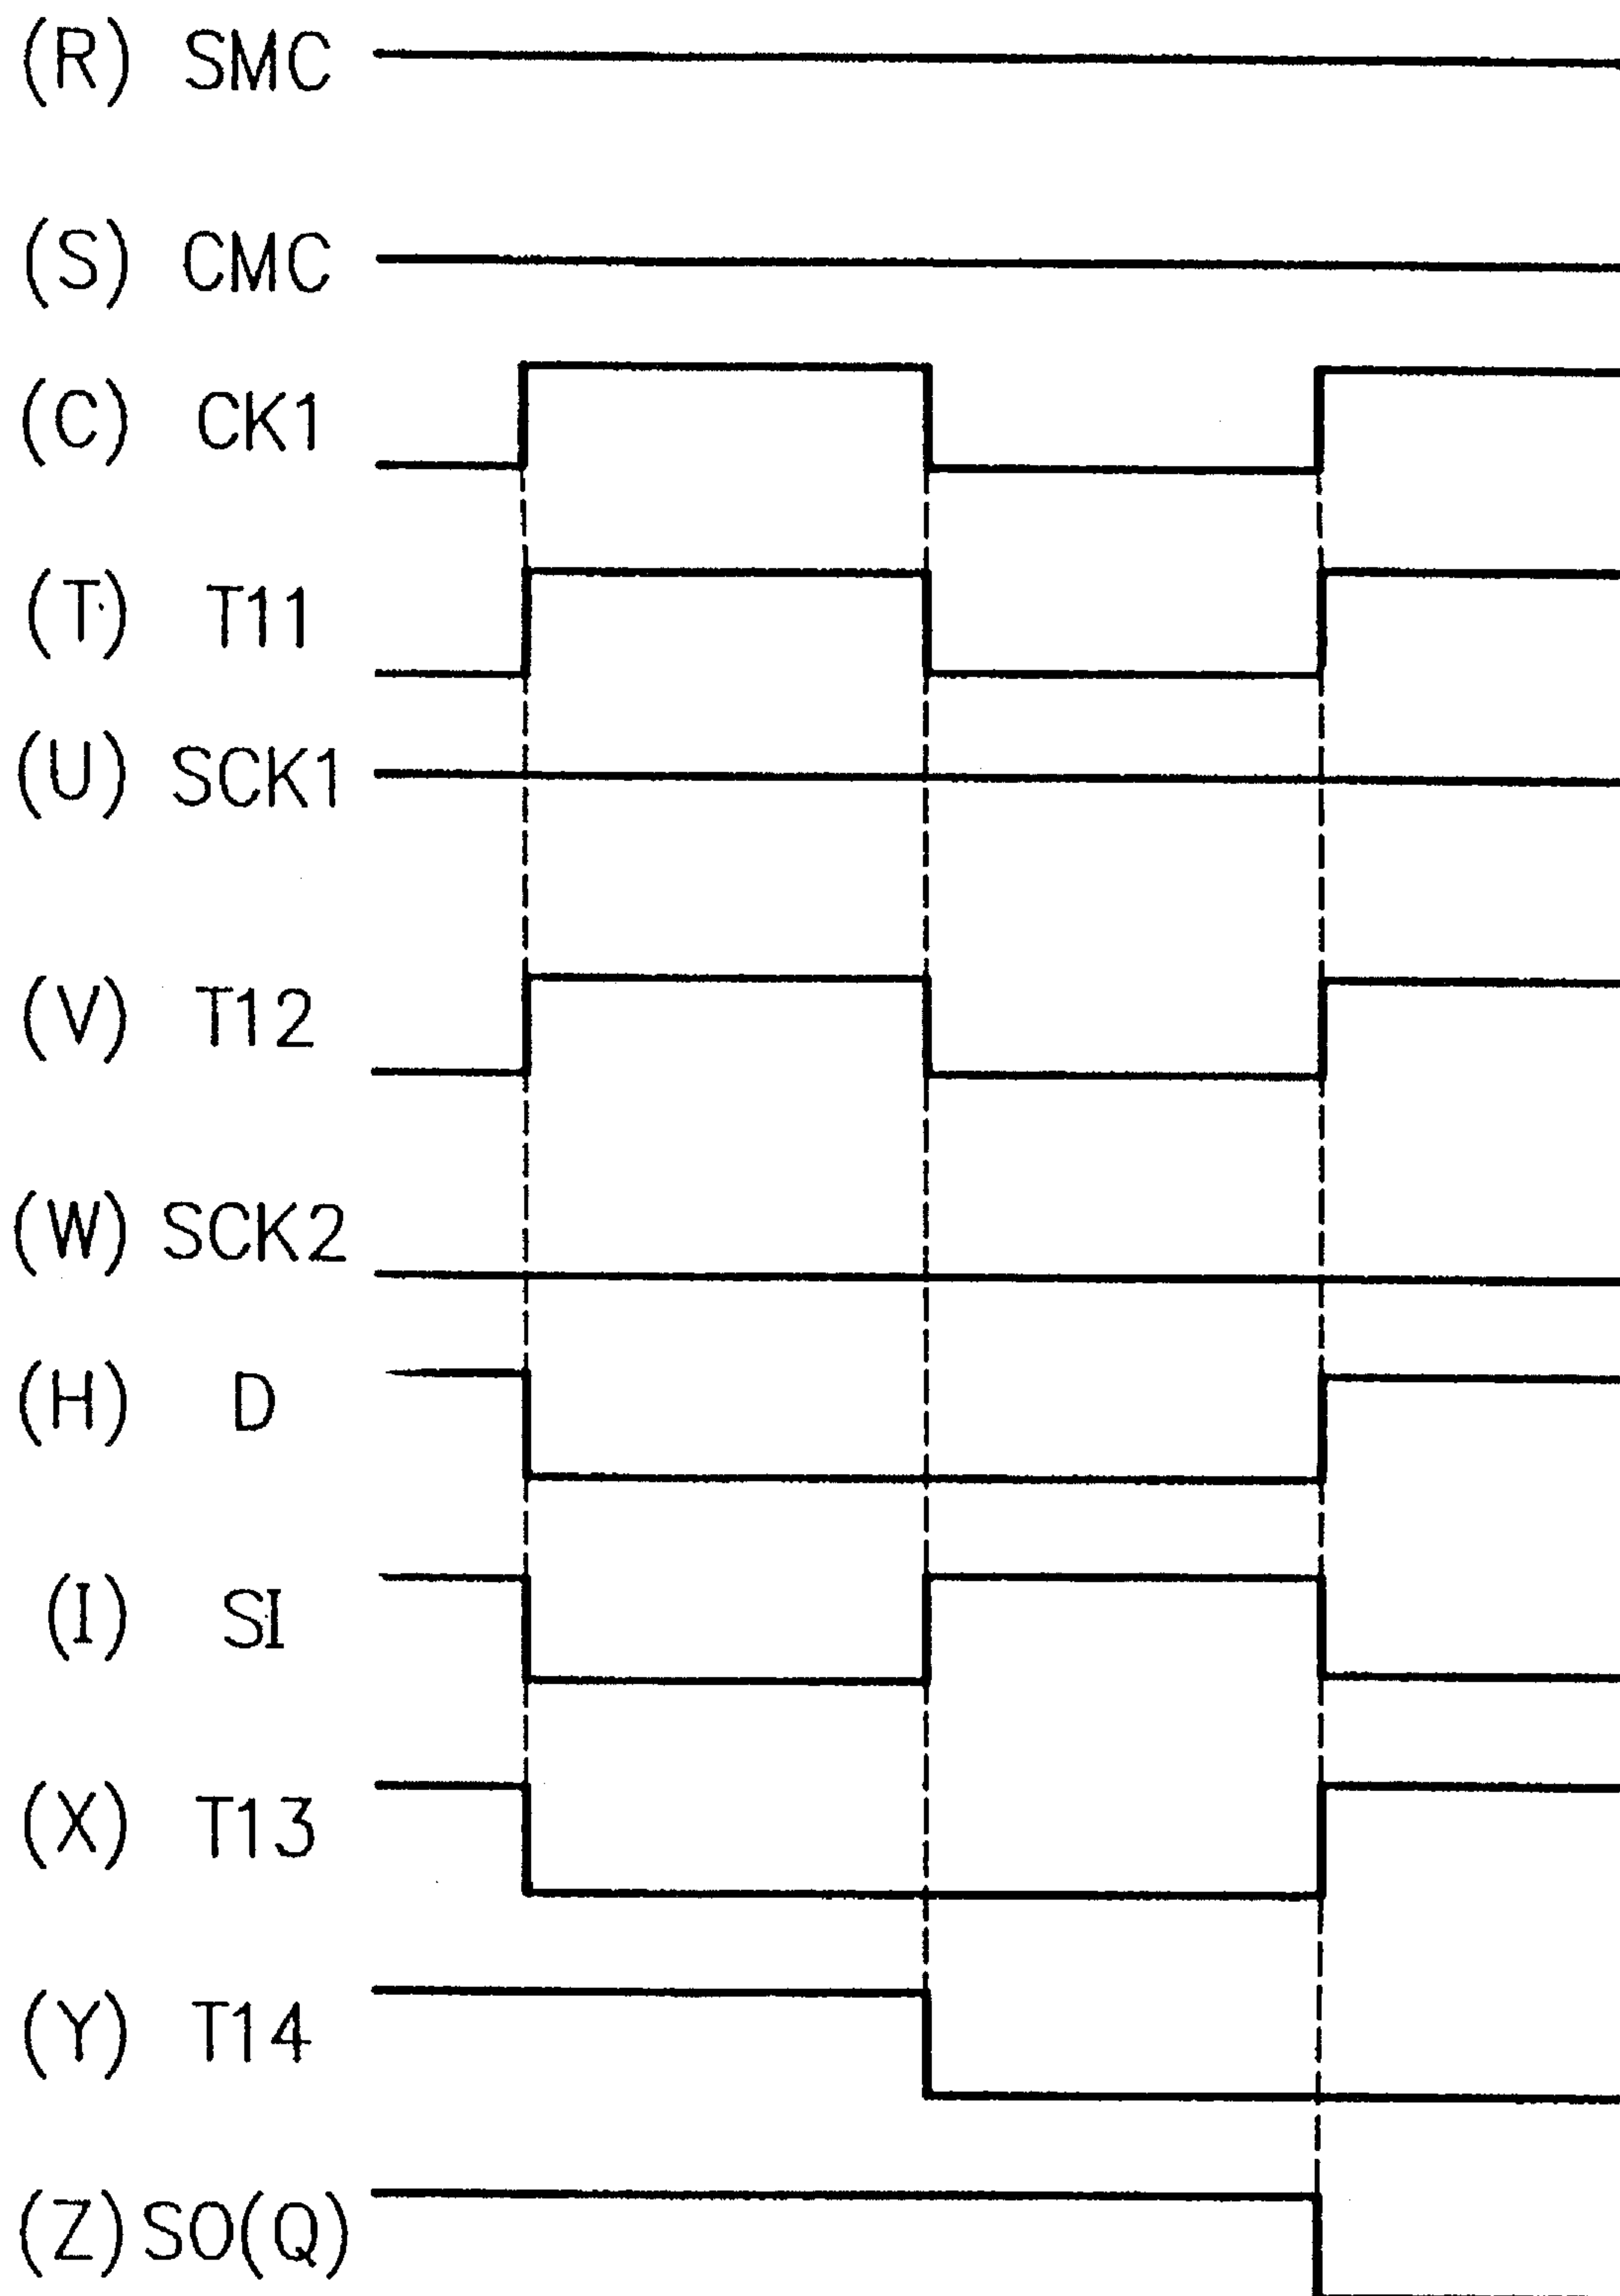 (R) SMC
(S) CMC
(C) CK1
(T) T11
(U) SCK1
(V) T12
(W) SCK2
(H) D
(I) SI
(X) T13
(Y) T14
(Z) SO(Q)